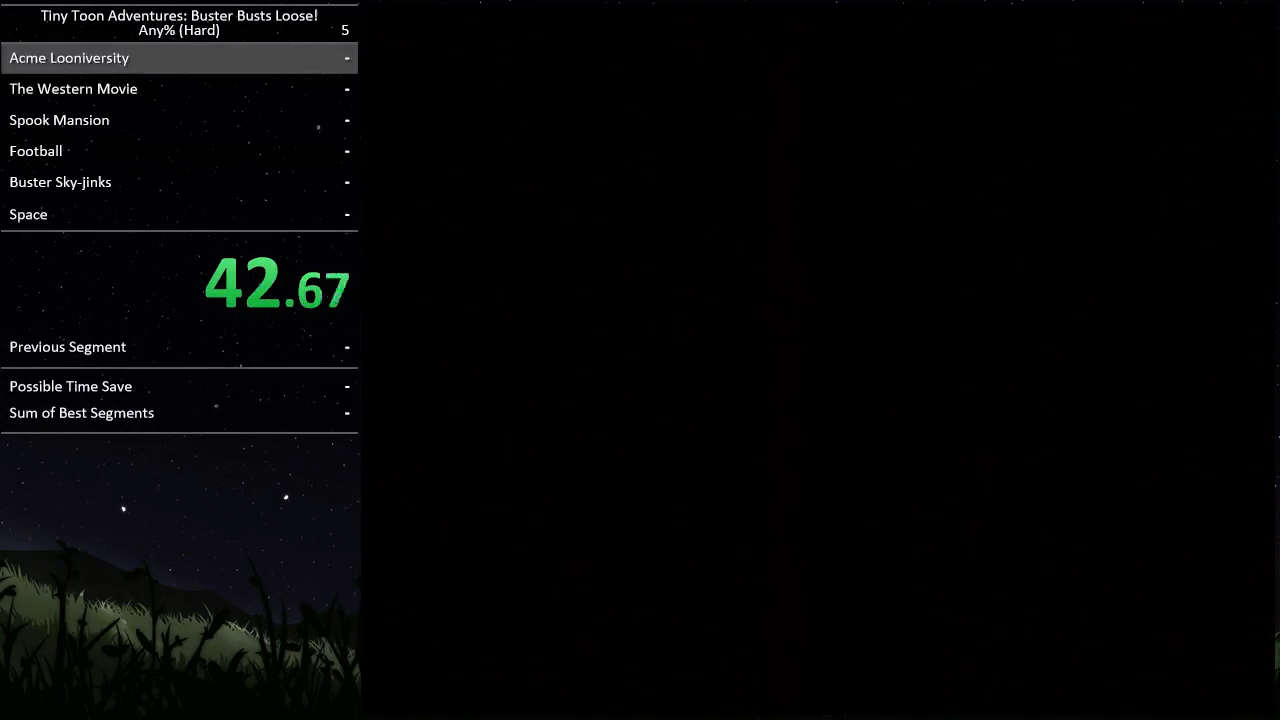 Tiny Toon Adventures: Buster Busts Loose!
Any% (Hard) 5
Acme Looniversity -
The Western Movie -
Spook Mansion -
Football -
Buster Sky-jinks -
Space -
42.67
Previous Segment -
Possible Time Save -
Sum of Best Segments -